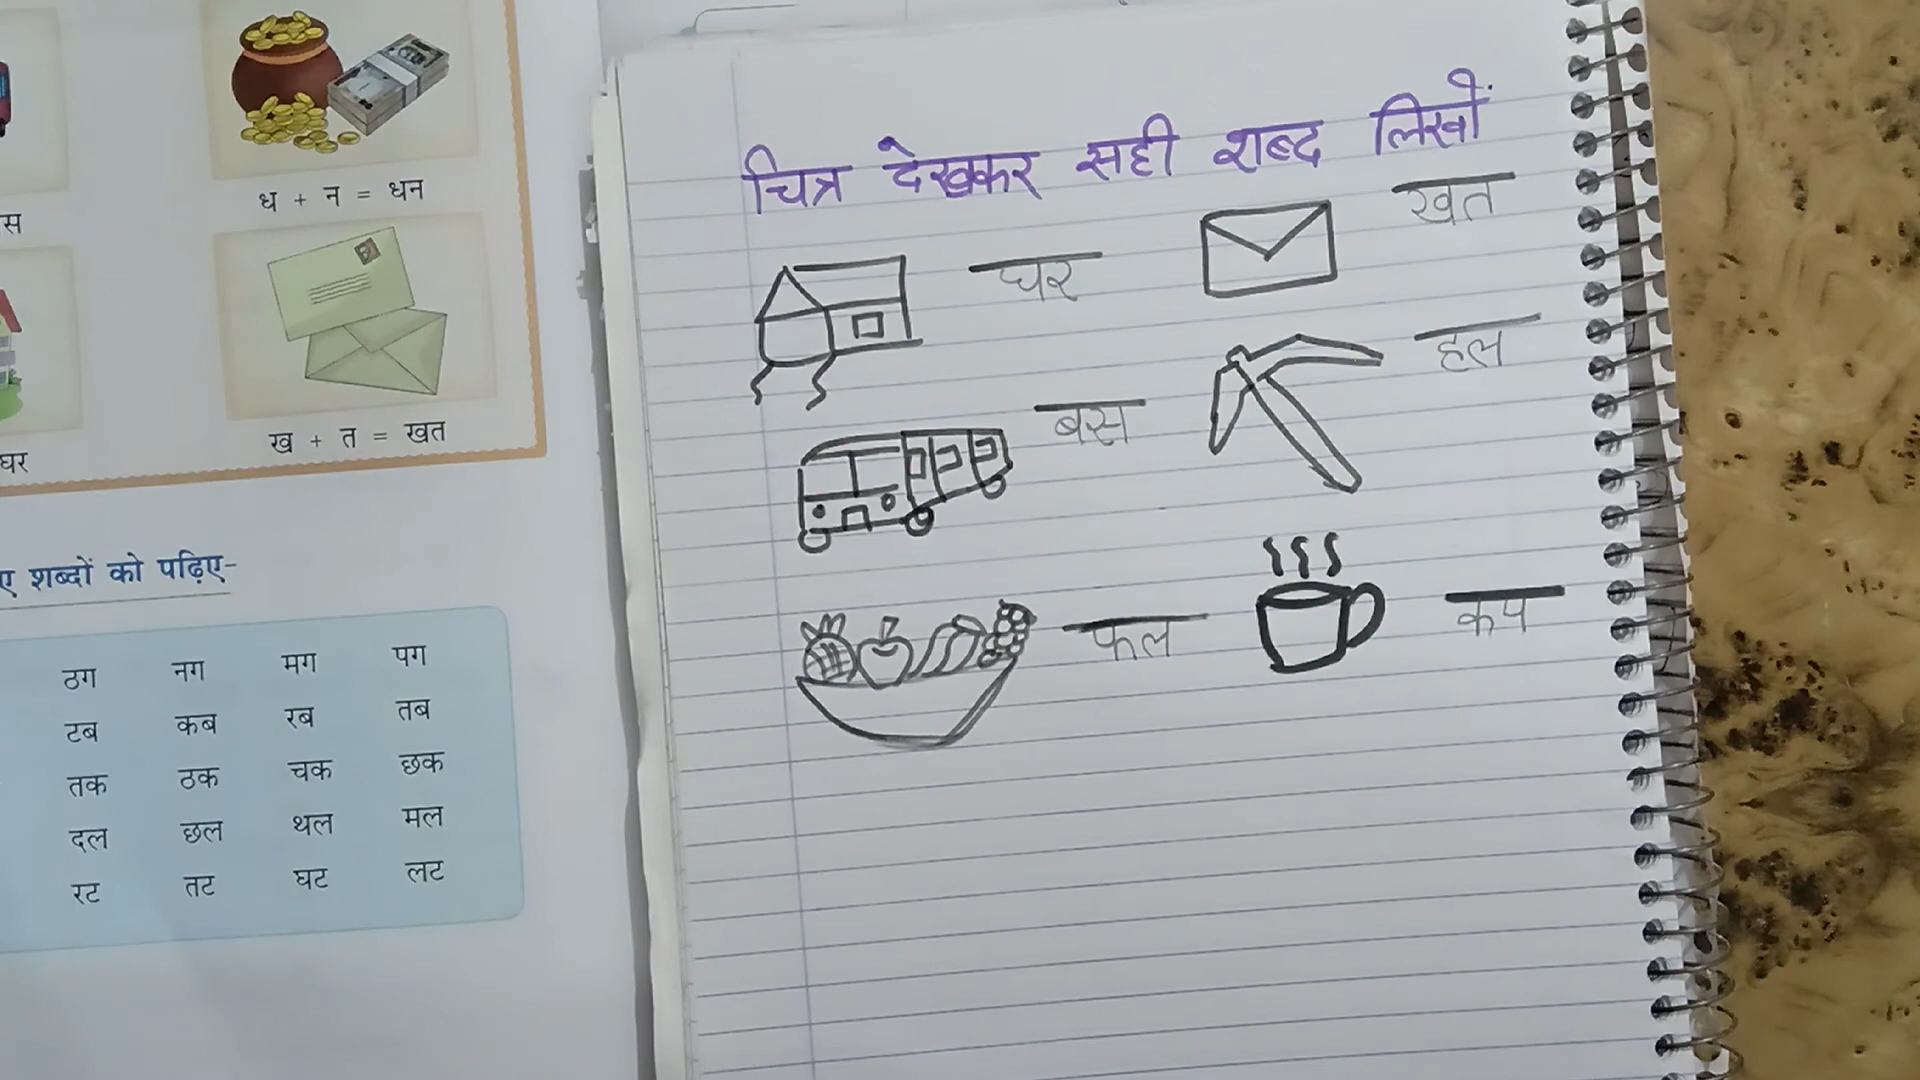 ध + न = धन
स
ख + त = खत
घर
ए शब्दों को पढ़िए-
ठग नग मग पग
टब कब रब तब
तक ठक चक छक
दल छल थल मल
रट तट घट लट
चित्र देखकर सही शब्द लिखों
घर खत
बस हल
फल कप